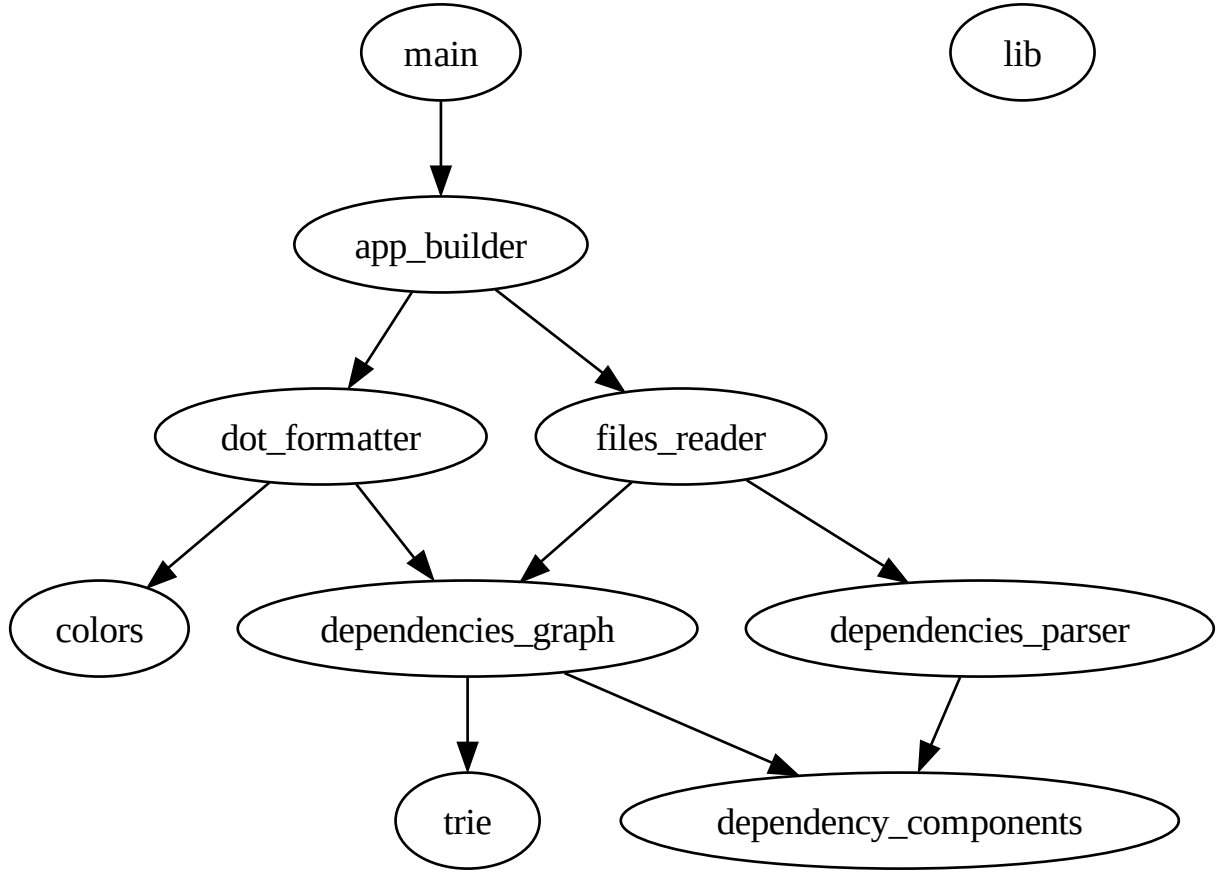 main
lib
app_builder
dot_formatter
files_reader
colors
dependencies_graph
dependencies_parser
trie
dependency_components